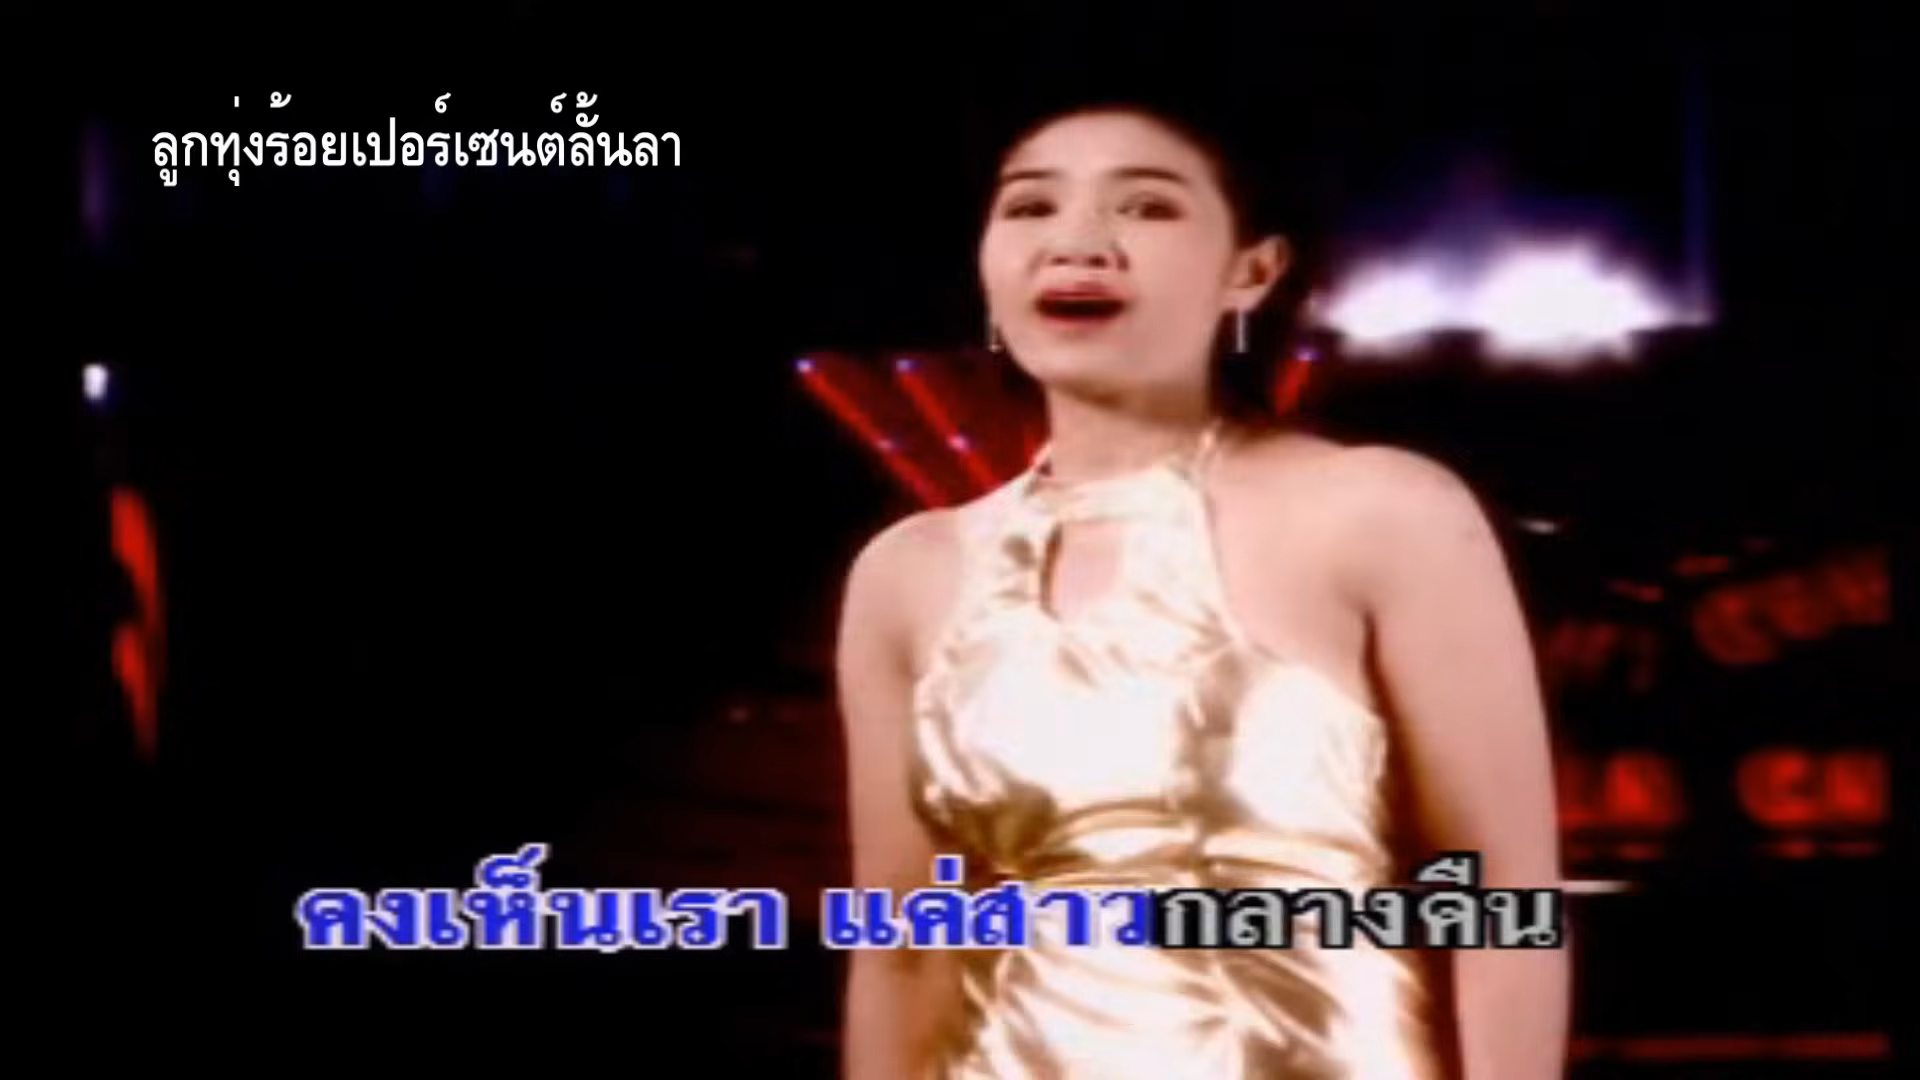 ลูกทุ่งร้อยเปอร์เซนต์ลั้นลา
คงเห็นเรา แค่สาวกลางคืน